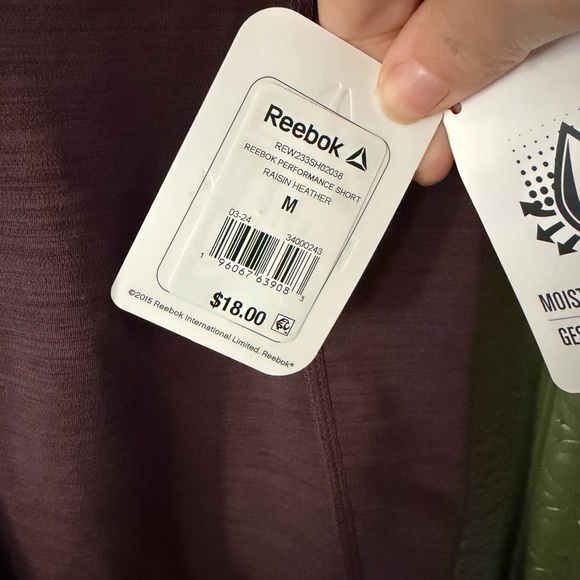 Reebok
REW233SH02038
REEBOK PERFORMANCE SHORT
RAISIN HEATHER
M
03-24 34000243
1 96067 63908 3
$18.00
©2015 Reebok International Limited. Reebok®
MOIST
GES